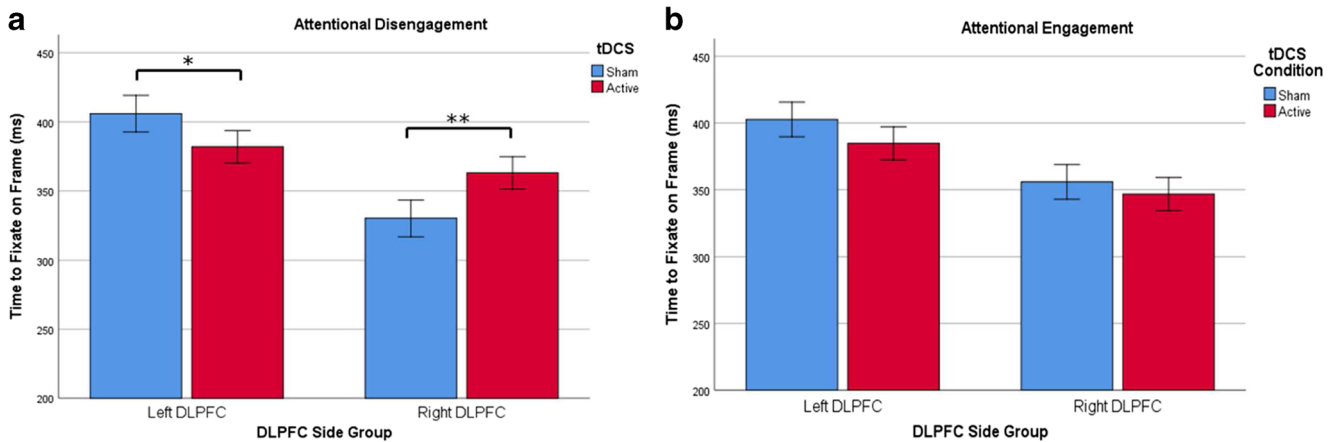 a
Attentional Disengagement
tDCS
Sham
Active
Time to Fixate on Frame (ms)
450
400
350
300
250
200
*
**
Left DLPFC
Right DLPFC
DLPFC Side Group
b
Attentional Engagement
tDCS
Condition
Sham
Active
Time to Fixate on Frame (ms)
450
400
350
300
250
200
Left DLPFC
Right DLPFC
DLPFC Side Group